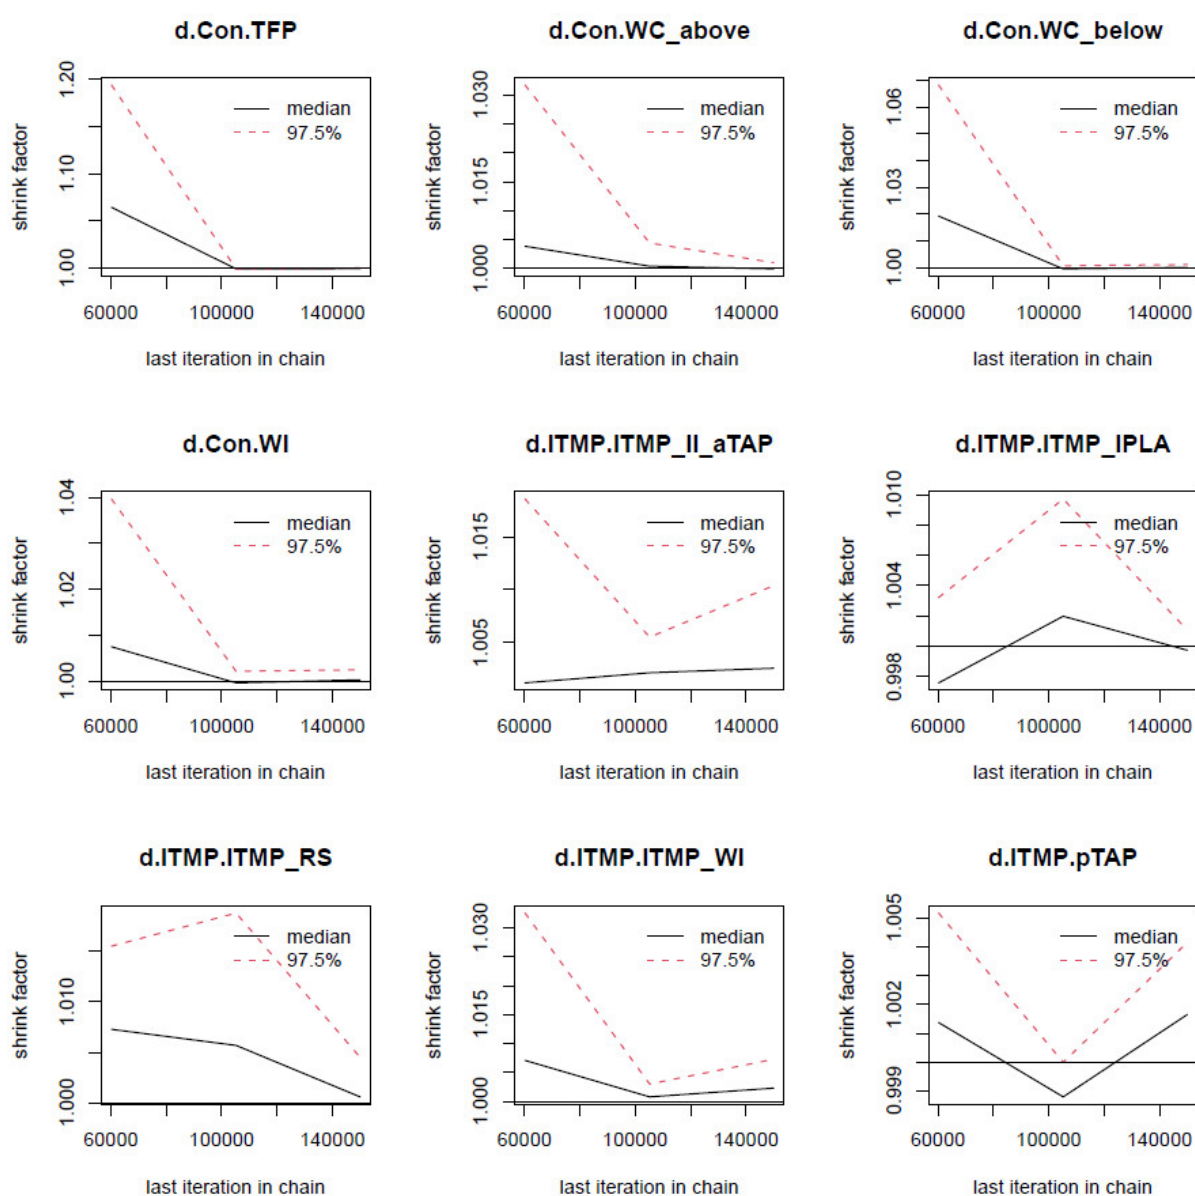 d.Con.TFP
shrink factor
1.00 1.10 1.20
median
97.5%
60000 100000 140000
last iteration in chain
d.Con.WC_above
shrink factor
1.000 1.015 1.030
median
97.5%
60000 100000 140000
last iteration in chain
d.Con.WC_below
shrink factor
1.00 1.03 1.06
median
97.5%
60000 100000 140000
last iteration in chain
d.Con.WI
shrink factor
1.00 1.02 1.04
median
97.5%
60000 100000 140000
last iteration in chain
d.ITMP.ITMP_II_aTAP
shrink factor
1.005 1.015
median
97.5%
60000 100000 140000
last iteration in chain
d.ITMP.ITMP_IPLA
shrink factor
0.998 1.004 1.010
median
97.5%
60000 100000 140000
last iteration in chain
d.ITMP.ITMP_RS
shrink factor
1.000 1.010
median
97.5%
60000 100000 140000
last iteration in chain
d.ITMP.ITMP_WI
shrink factor
1.000 1.015 1.030
median
97.5%
60000 100000 140000
last iteration in chain
d.ITMP.pTAP
shrink factor
0.999 1.002 1.005
median
97.5%
60000 100000 140000
last iteration in chain